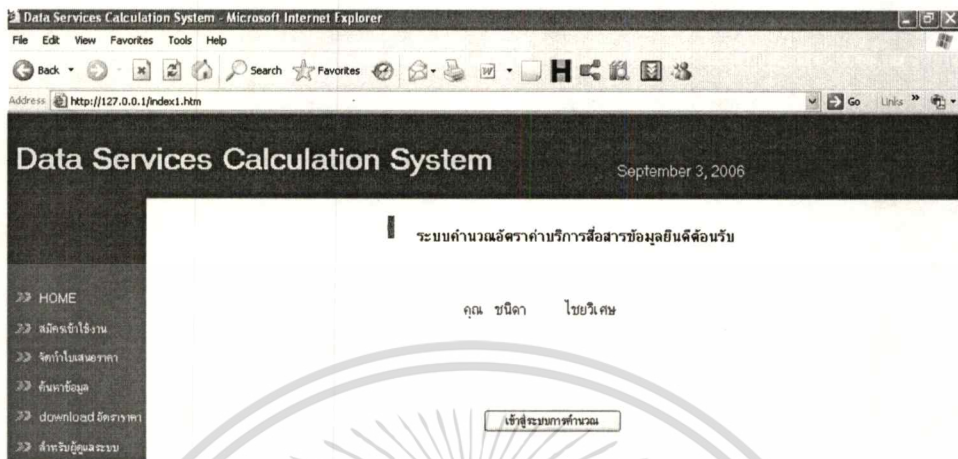 Data Services Calculation System - Microsoft Internet Explorer
File Edit View Favorites Tools Help
Back Search Favorites
Address http://127.0.0.1/index1.htm Go Links »
Data Services Calculation System
September 3, 2006
ระบบคำนวณอัตราค่าบริการสื่อสารข้อมูลยินดีต้อนรับ
HOME
คุณ ชนิดา ไชยวิเศษ
สมัครเข้าใช้งาน
จัดทำใบเสนอราคา
ค้นหาข้อมูล
download อัตราราคา
เข้าสู่ระบบการคำนวณ
สำหรับผู้ดูแลระบบ